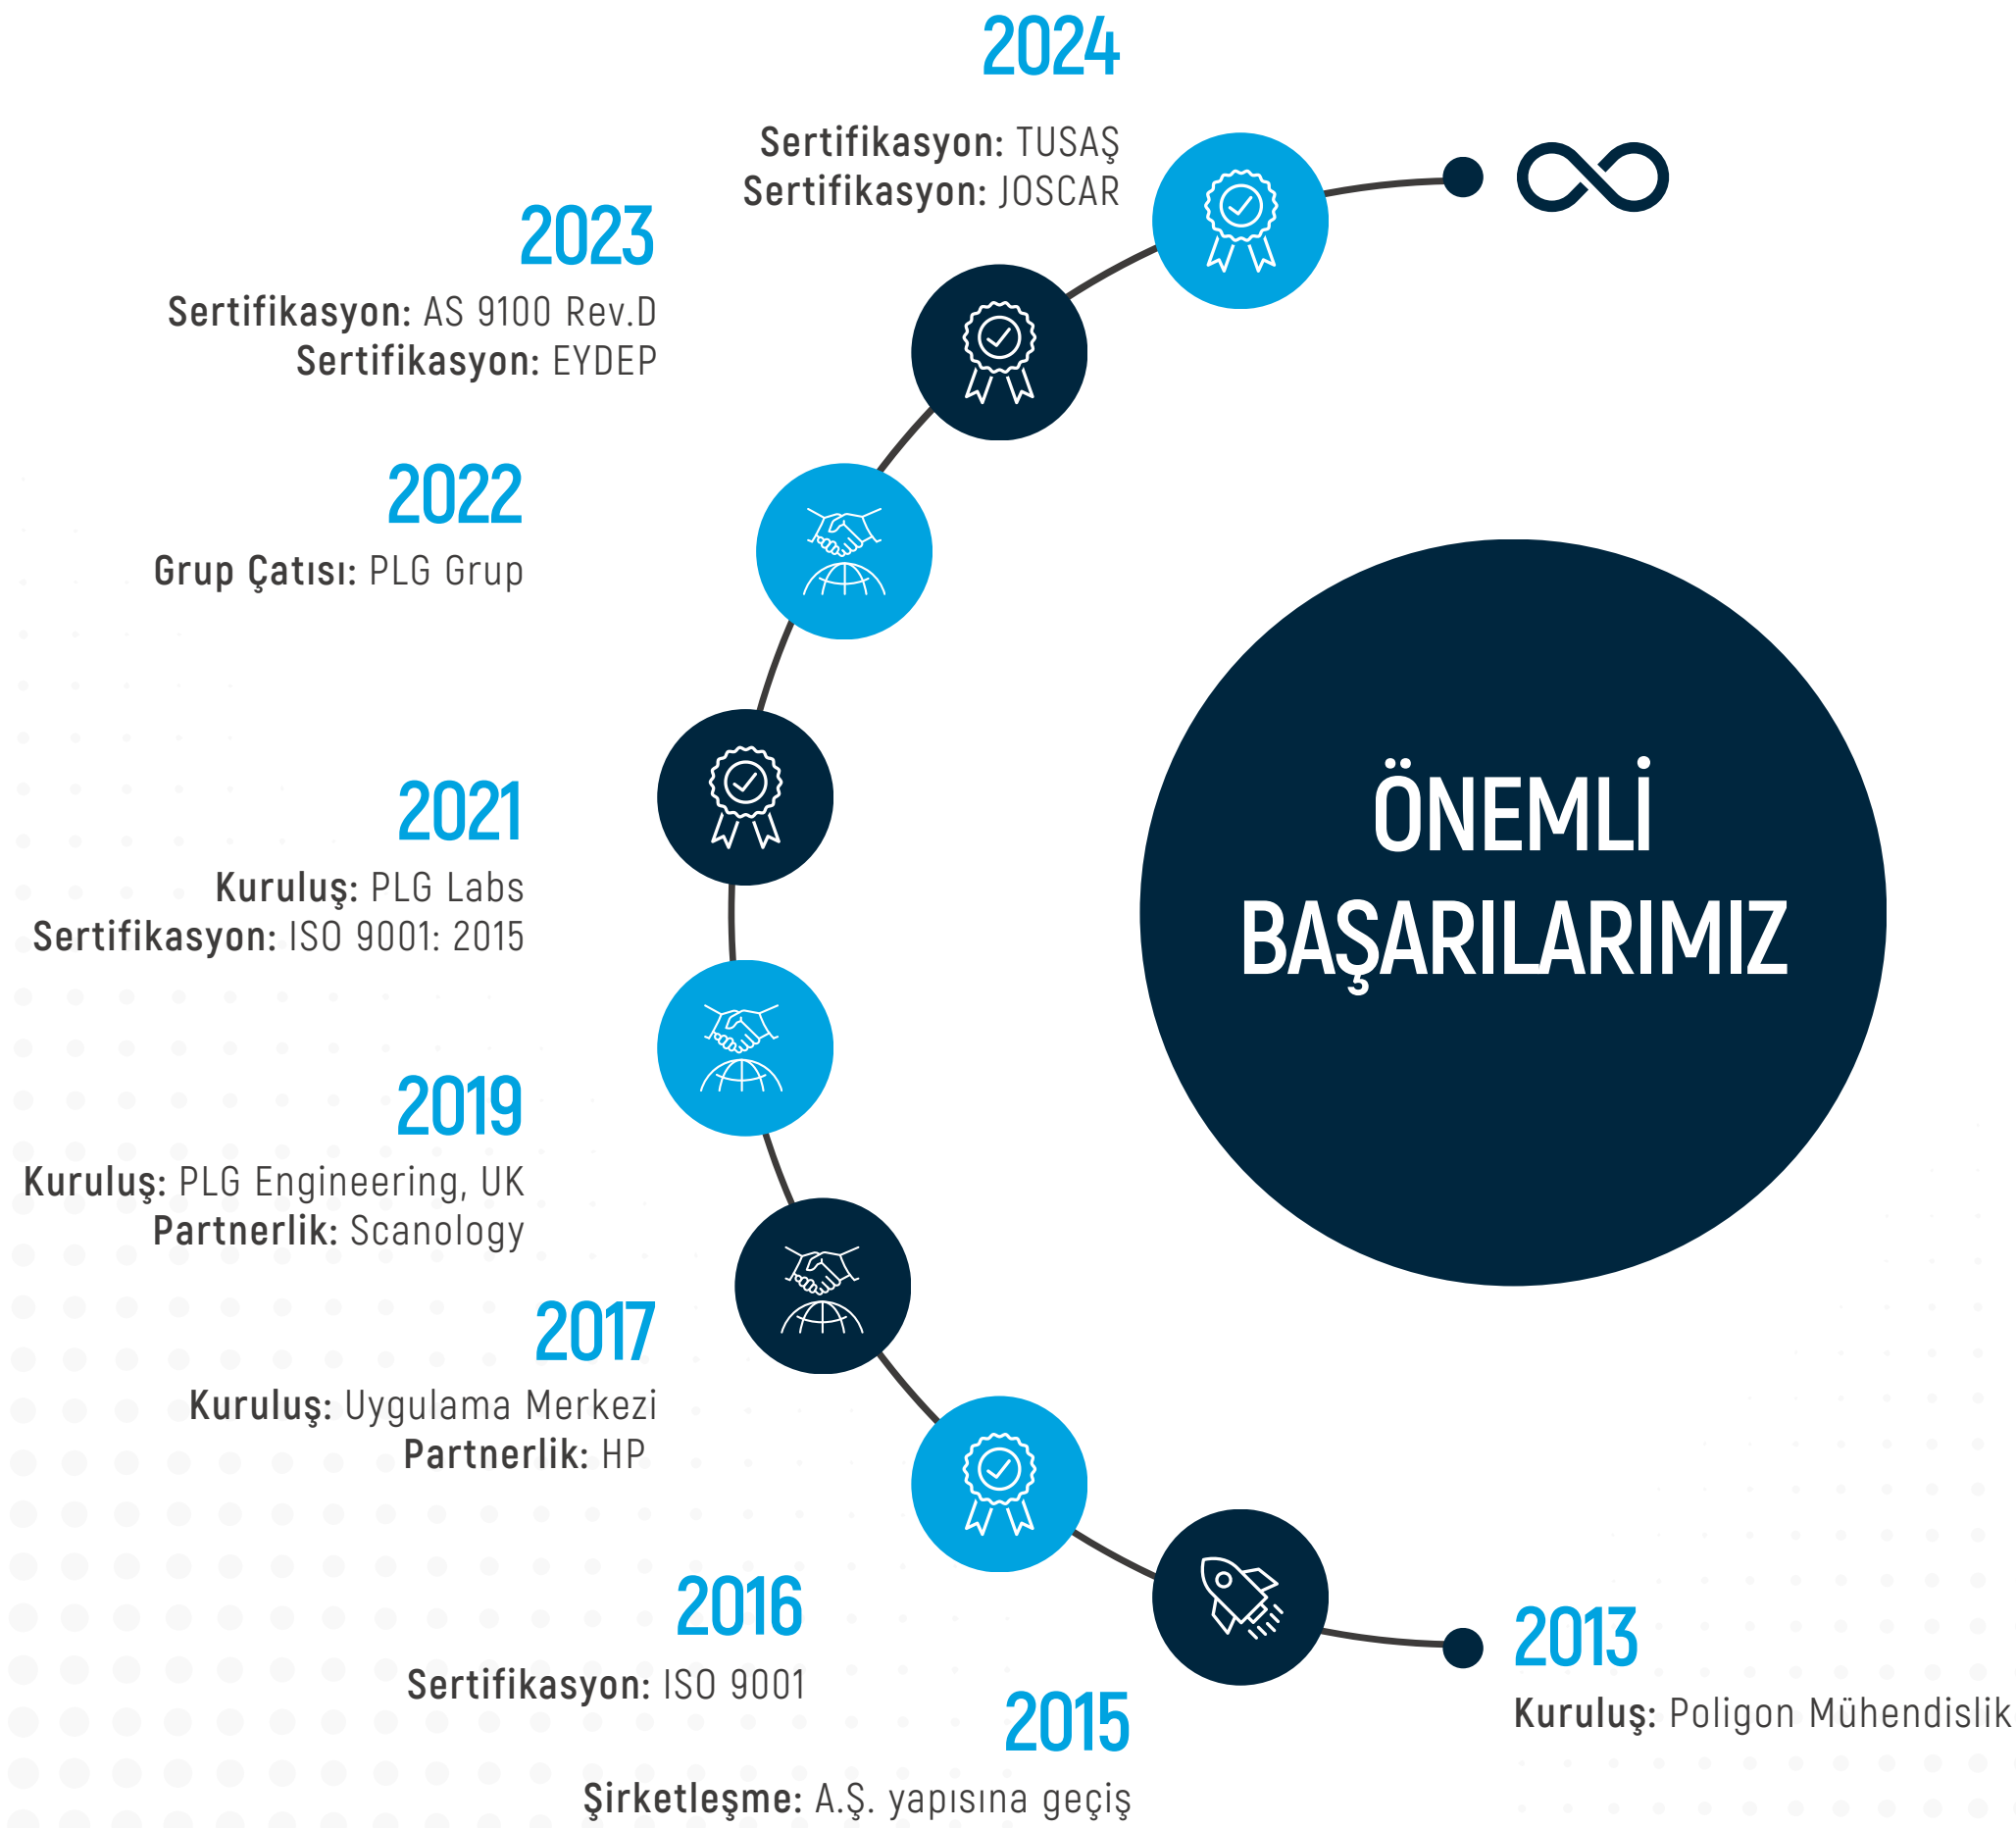 2024
Sertifikasyon: TUSAŞ
Sertifikasyon: JOSCAR
2023
Sertifikasyon: AS 9100 Rev.D
Sertifikasyon: EYDEP
2022
Grup Çatısı: PLG Grup
2021
Kuruluş: PLG Labs
Sertifikasyon: ISO 9001: 2015
2019
Kuruluş: PLG Engineering, UK
Partnerlik: Scanology
2017
Kuruluş: Uygulama Merkezi
Partnerlik: HP
2016
Sertifikasyon: ISO 9001
2015
Şirketleşme: A.Ş. yapısına geçiş
2013
Kuruluş: Poligon Mühendislik
ÖNEMLİ
BAŞARILARIMIZ